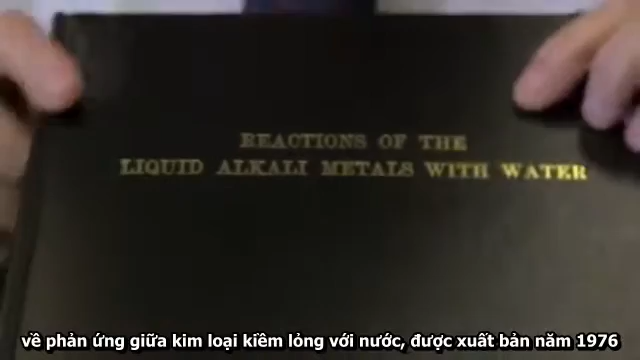 REACTIONS OF THE
LIQUID ALKALI METALS WITH WATER
về phản ứng giữa kim loại kiềm lỏng với nước, được xuất bản năm 1976